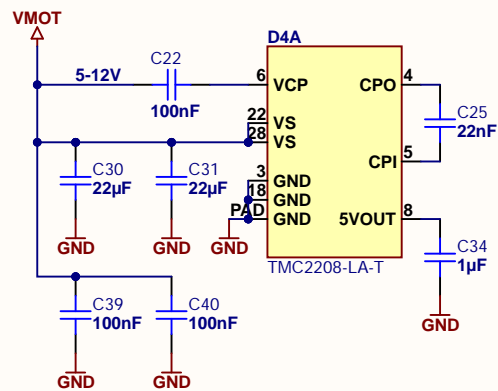 VMOT
D4A
C22
5-12V
100nF
6 VCP
CPO 4
22 VS
28 VS
C25
22nF
CPI 5
C30
22µF
C31
22µF
3 GND
18 GND
PAD GND
5VOUT 8
GND
GND
GND
TMC2208-LA-T
C34
1µF
GND
C39
100nF
C40
100nF
GND
GND